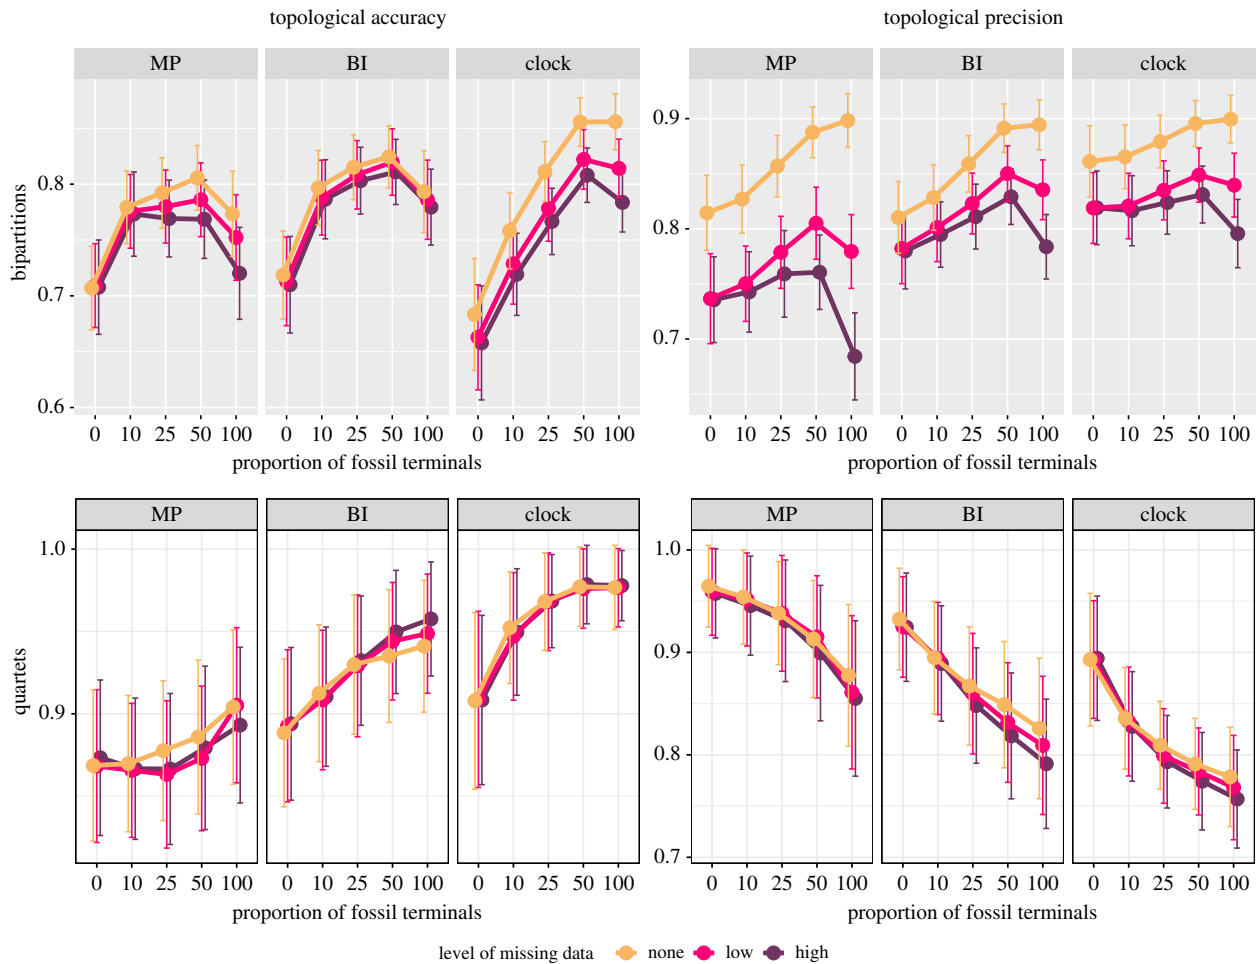 topological accuracy topological precision
MP BI clock MP BI clock
bipartitions
0.8
0.7
0.6
0.9
0.8
0.7
0 10 25 50 100 0 10 25 50 100 0 10 25 50 100 0 10 25 50 100 0 10 25 50 100 0 10 25 50 100
proportion of fossil terminals proportion of fossil terminals
MP BI clock MP BI clock
quartets
1.0
0.9
1.0
0.9
0.8
0.7
0 10 25 50 100 0 10 25 50 100 0 10 25 50 100 0 10 25 50 100 0 10 25 50 100 0 10 25 50 100
proportion of fossil terminals proportion of fossil terminals
level of missing data none low high